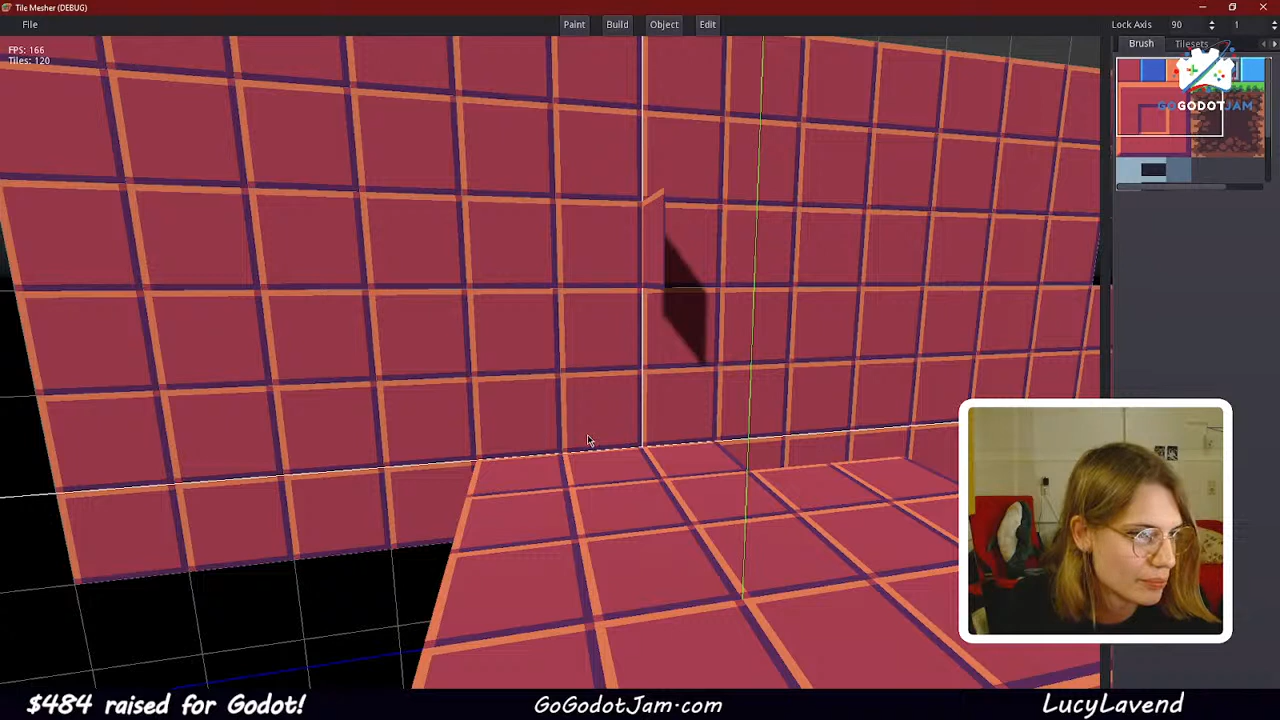 Tile Mesher (DEBUG)
File
Paint
Build
Object
Edit
Lock Axis
90
1
FPS: 166
Tiles: 120
Brush
Tilesets
GOGODOTJAM
$484 raised for Godot!
GoGodotJam.com
LucyLavend